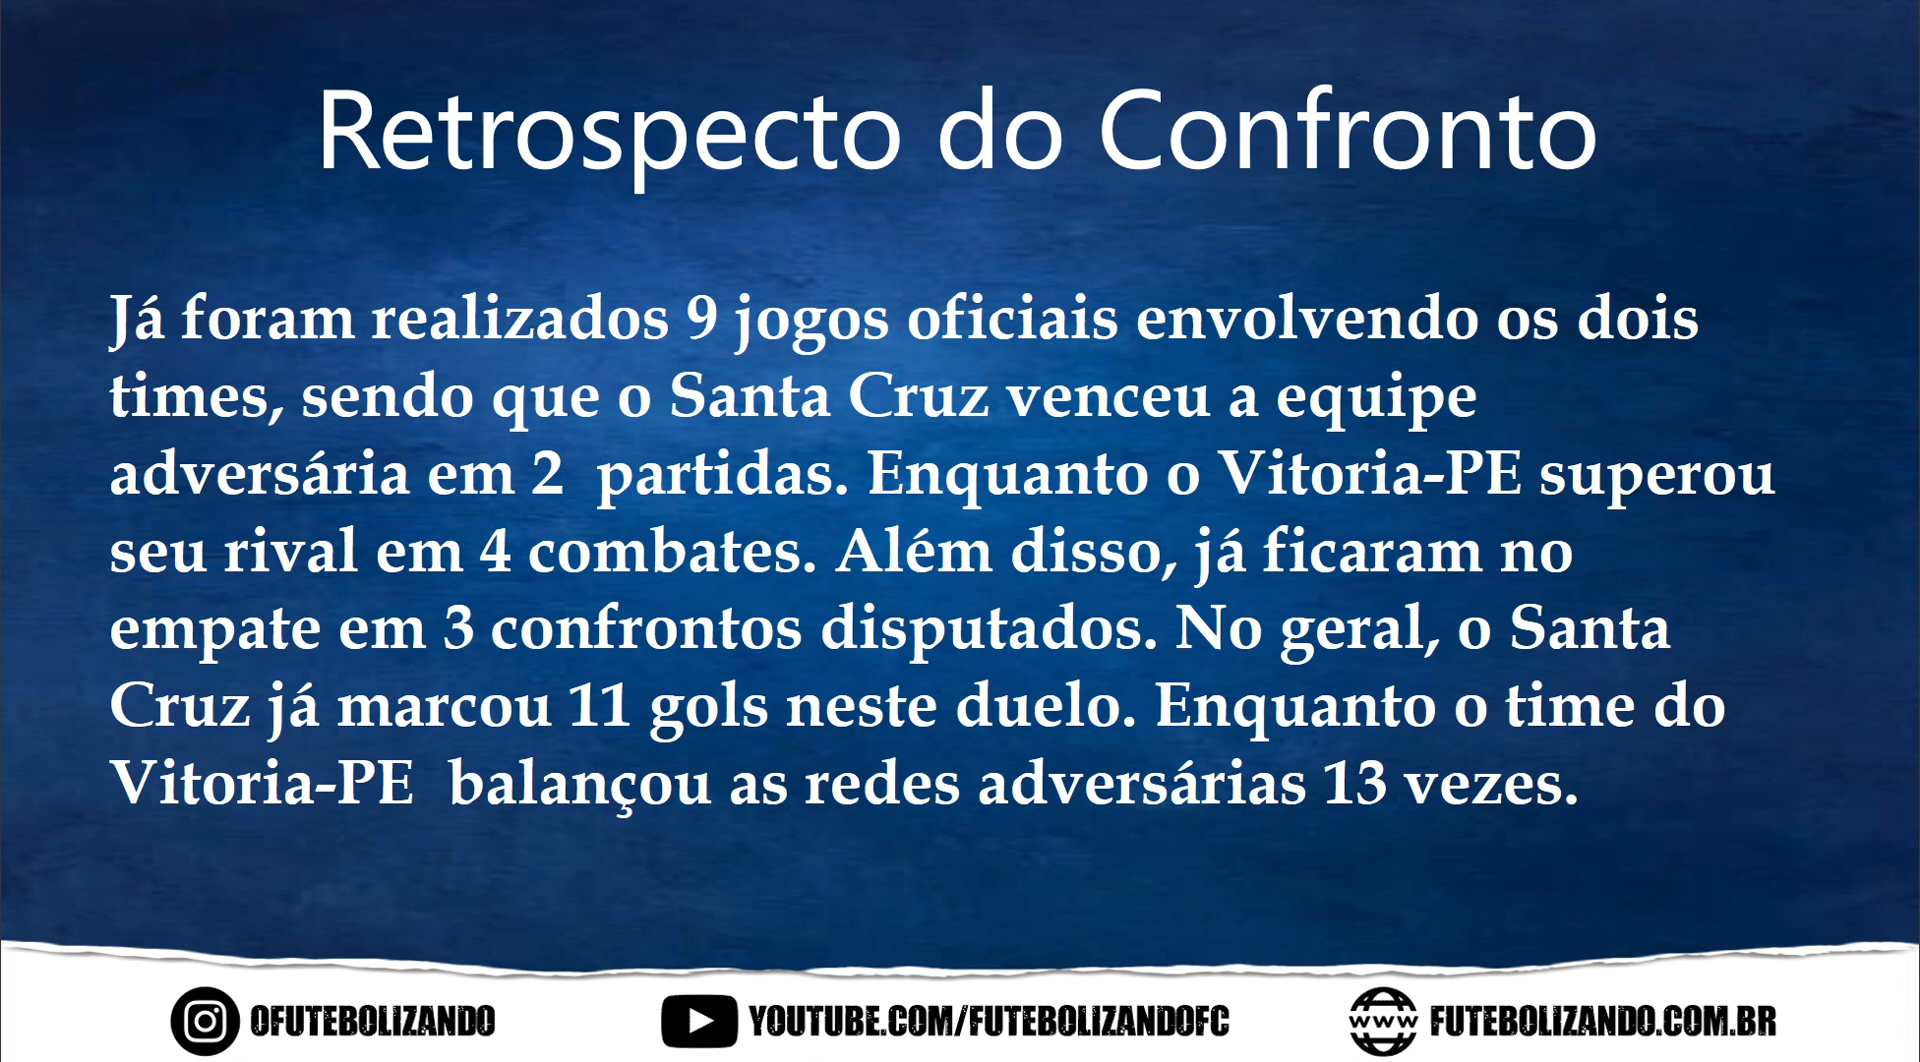 Retrospecto do Confronto
Já foram realizados 9 jogos oficiais envolvendo os dois
times, sendo que o Santa Cruz venceu a equipe
adversária em 2  partidas. Enquanto o Vitoria-PE superou
seu rival em 4 combates. Além disso, já ficaram no
empate em 3 confrontos disputados. No geral, o Santa
Cruz já marcou 11 gols neste duelo. Enquanto o time do
Vitoria-PE  balançou as redes adversárias 13 vezes.
OFUTEBOLIZANDO
YOUTUBE.COM/FUTEBOLIZANDOFC
www
FUTEBOLIZANDO.COM.BR